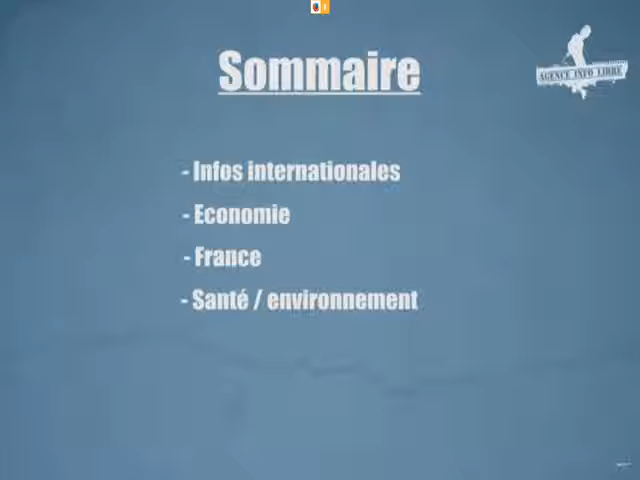 Sommaire
AGENCE INFO LIBRE
- Infos internationales
- Economie
- France
- Santé / environnement